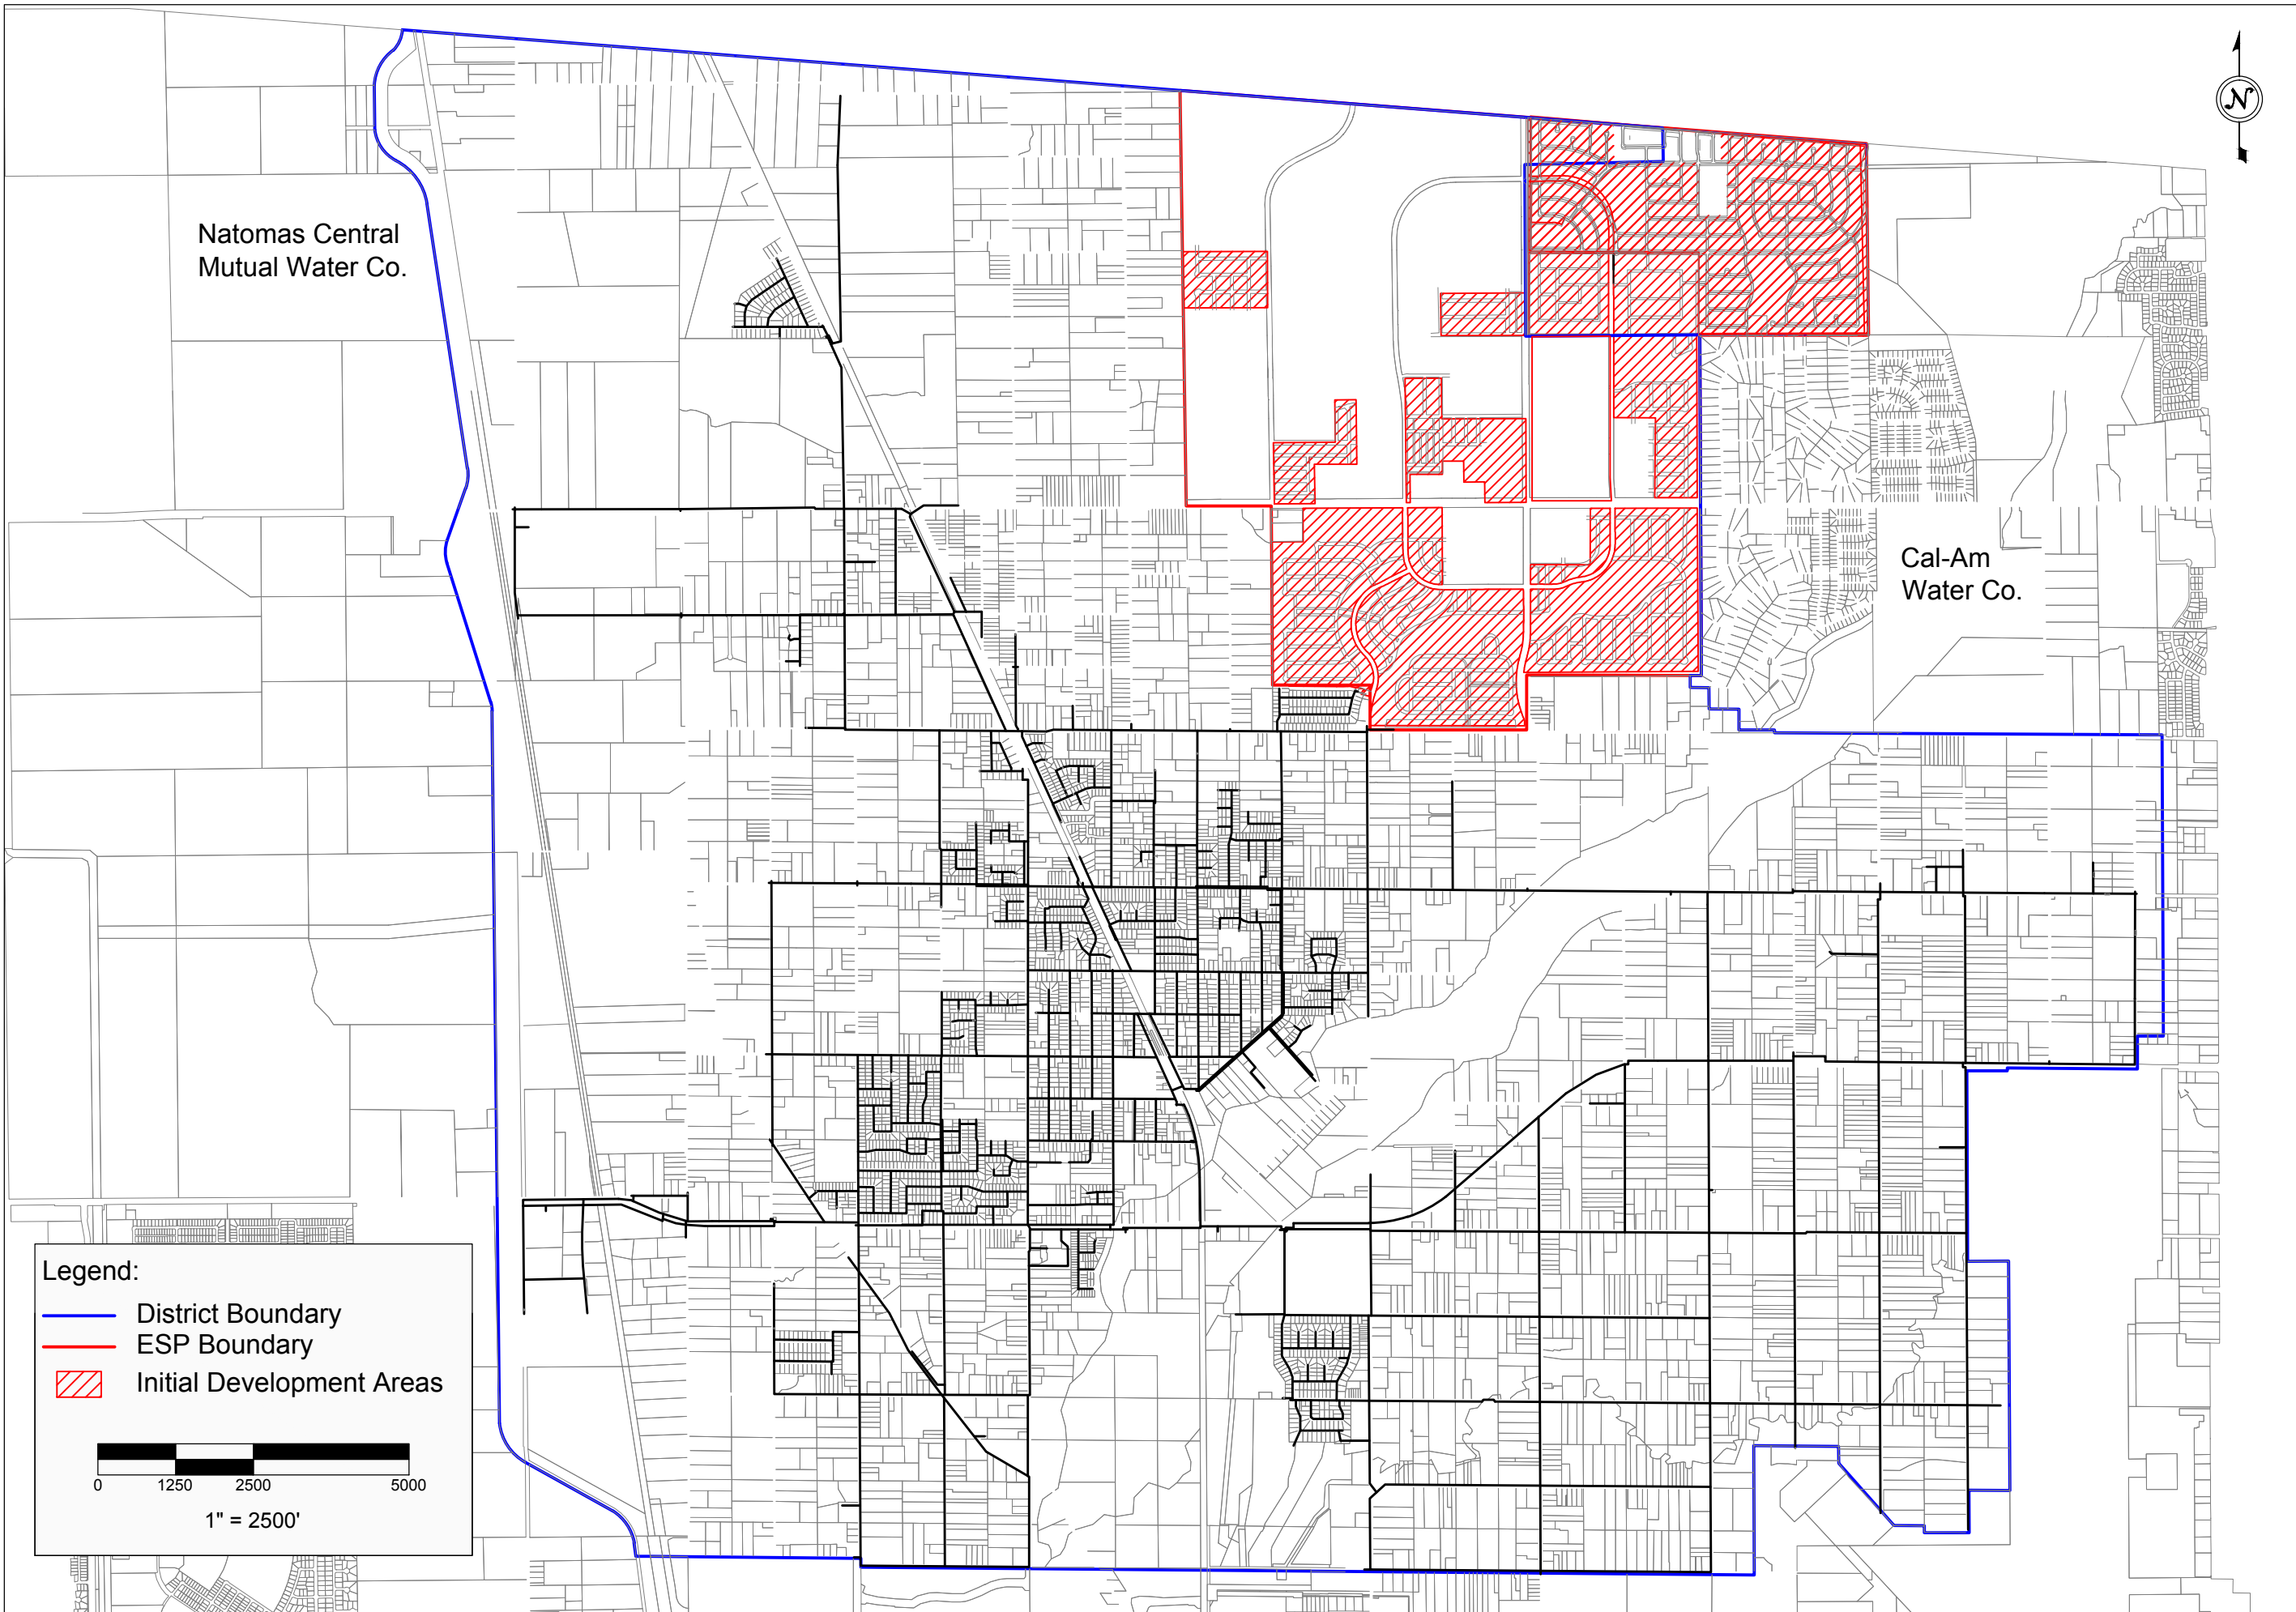 N
Natomas Central
Mutual Water Co.
Cal-Am
Water Co.
Legend:
District Boundary
ESP Boundary
Initial Development Areas
0 1250 2500 5000
1" = 2500'